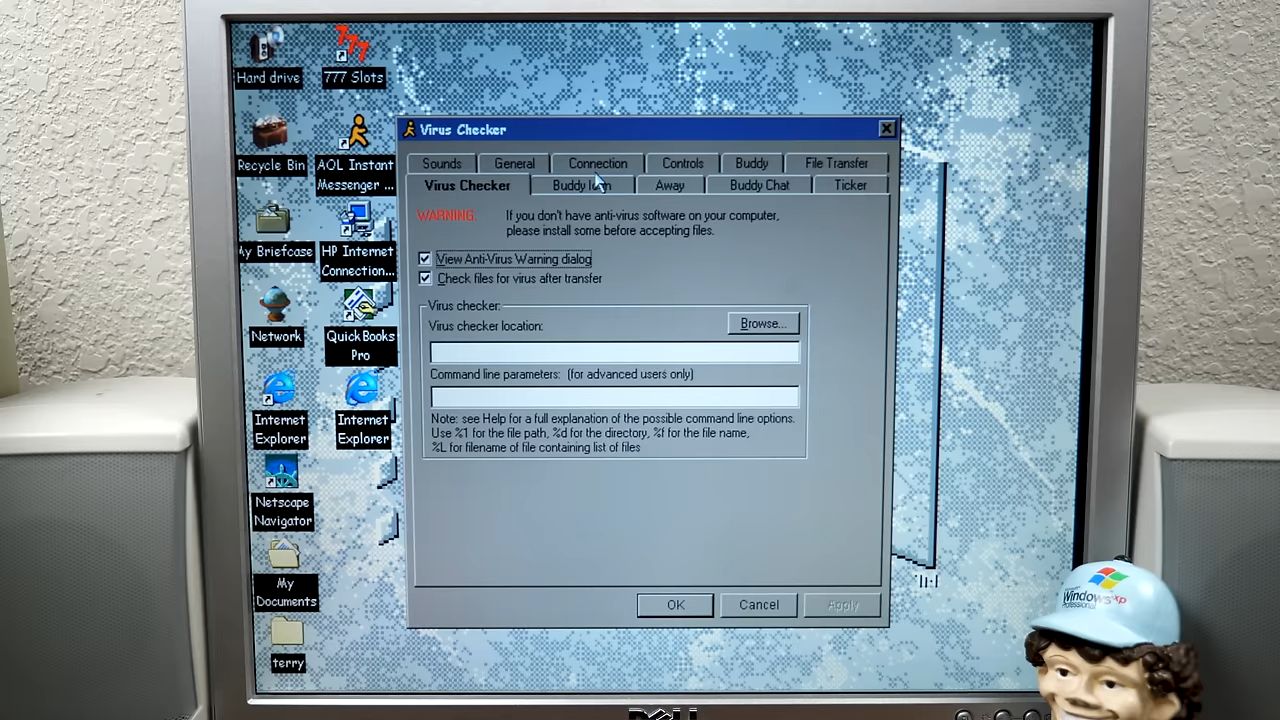 Hard drive
777
777 Slots
Recycle Bin
AOL Instant
Messenger ...
My Briefcase
HP Internet
Connection...
Network
QuickBooks
Pro
Internet
Explorer
Internet
Explorer
Netscape
Navigator
My
Documents
terry
Virus Checker
Sounds
General
Connection
Controls
Buddy
File Transfer
Virus Checker
Buddy Icon
Away
Buddy Chat
Ticker
WARNING:
If you don't have anti-virus software on your computer,
please install some before accepting files.
View Anti-Virus Warning dialog
Check files for virus after transfer
Virus checker:
Virus checker location:
Browse...
Command line parameters: (for advanced users only)
Note: see Help for a full explanation of the possible command line options.
Use %1 for the file path, %d for the directory, %f for the file name,
%L for filename of file containing list of files
OK
Cancel
Apply
Windows xp
Professional
DELL